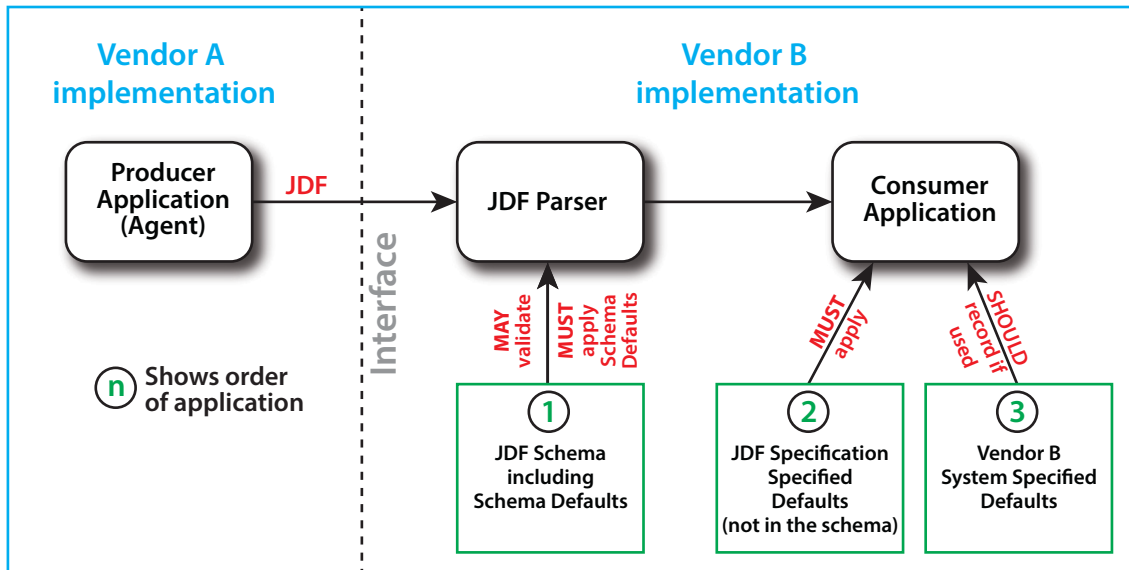 Vendor A
implementation
Vendor B
implementation
Producer
Application
(Agent)
JDF
JDF Parser
Consumer
Application
Interface
MAY
validate
MUST
apply
Schema
Defaults
MUST
apply
SHOULD
record if
used
n
Shows order
of application
1
JDF Schema
including
Schema Defaults
2
JDF Specification
Specified
Defaults
(not in the schema)
3
Vendor B
System Specified
Defaults